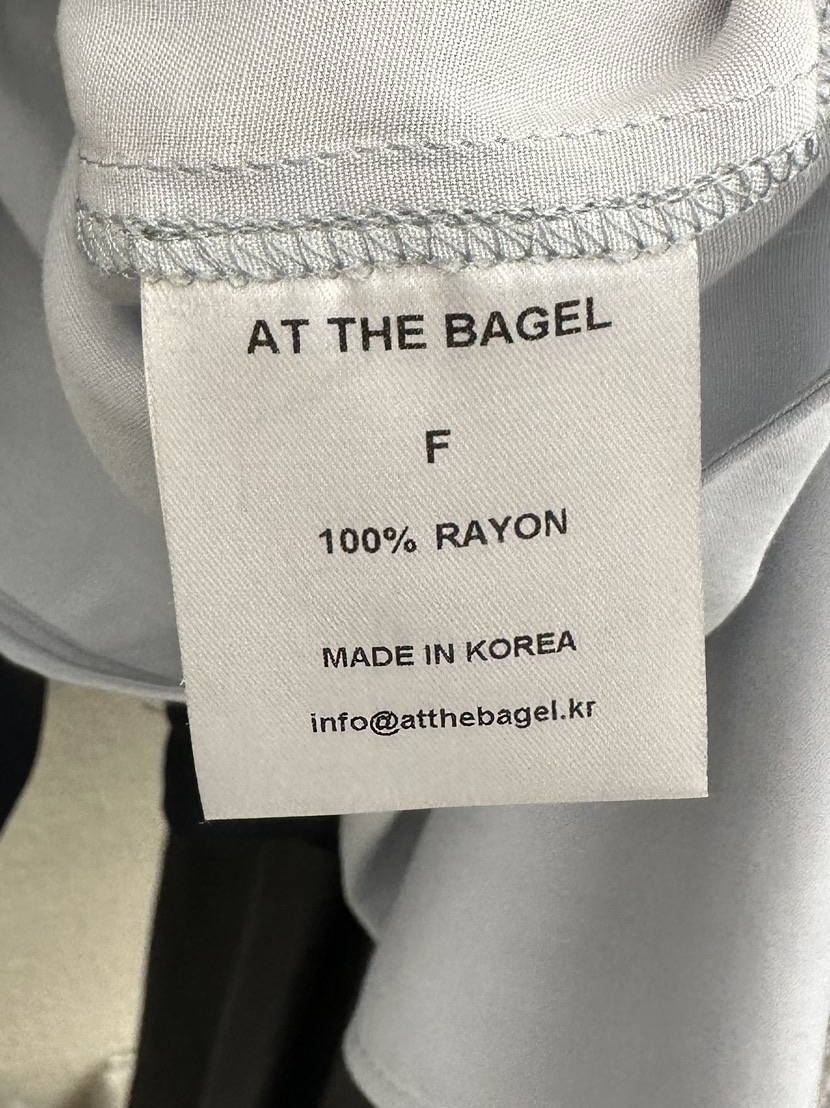 AT THE BAGEL
F
100% RAYON
MADE IN KOREA
info@atthebagel.kr